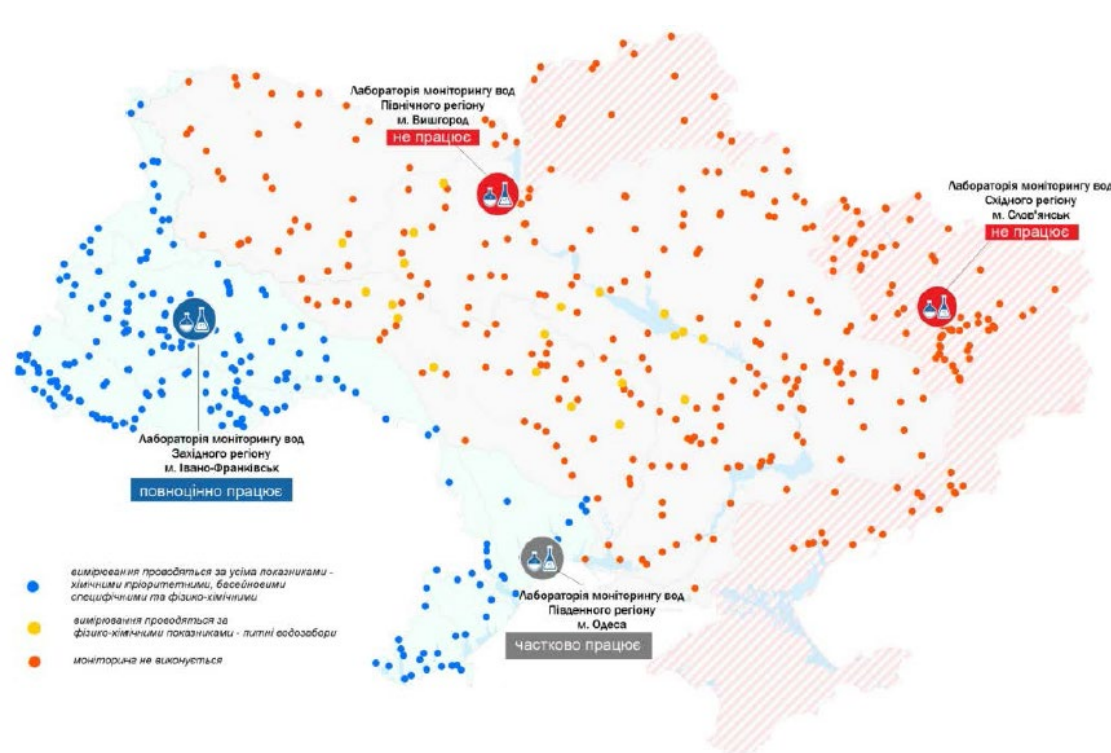 Лабораторія моніторингу вод
Північного регіону
м. Вишгород
не працює
Лабораторія моніторингу вод
Східного регіону
м. Слов'янськ
не працює
Лабораторія моніторингу вод
Західного регіону
м. Івано-Франківськ
повноцінно працює
Лабораторія моніторингу вод
Південного регіону
м. Одеса
частково працює
вимірювання проводяться за усіма показниками -
хімічними пріоритетними, басейновими
специфічними та фізико-хімічними
вимірювання проводяться за
фізико-хімічними показниками - питні водозабори
моніторинг не виконується